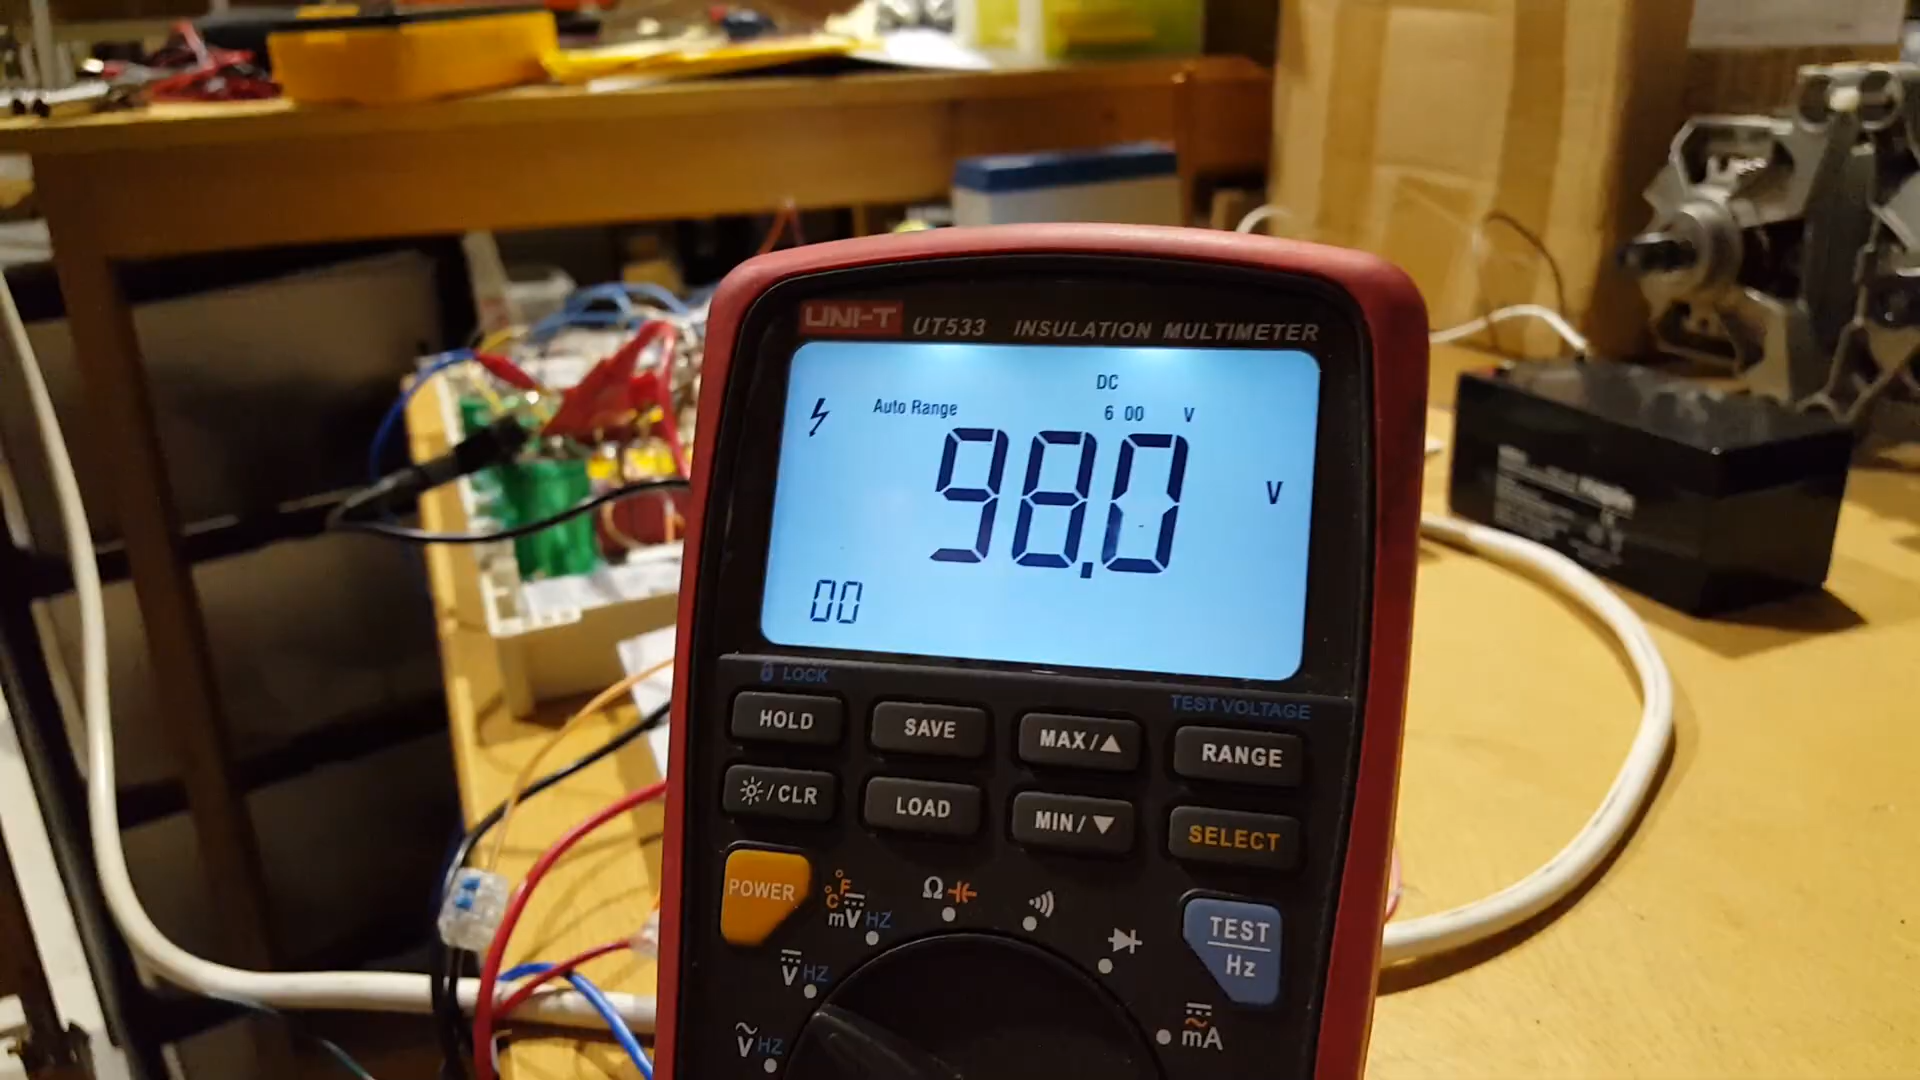 UNI-T UT533 INSULATION MULTIMETER
DC
Auto Range 6 00 V
98.0 V
00
LOCK
TEST VOLTAGE
HOLD SAVE MAX/▲ RANGE
/CLR LOAD MIN/▼ SELECT
POWER
°C °F
mV HZ
Ω
TEST
Hz
V HZ
mA
V HZ